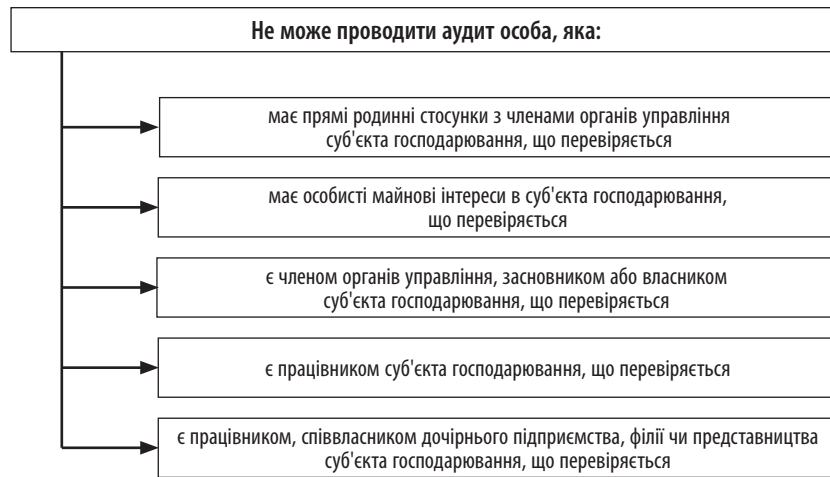 Не може проводити аудит особа, яка:
має прямі родинні стосунки з членами органів управління
суб'єкта господарювання, що перевіряється
має особисті майнові інтереси в суб'єкта господарювання,
що перевіряється
є членом органів управління, засновником або власником
суб'єкта господарювання, що перевіряється
є працівником суб'єкта господарювання, що перевіряється
є працівником, співвласником дочірнього підприємства, філії чи представництва
суб'єкта господарювання, що перевіряється